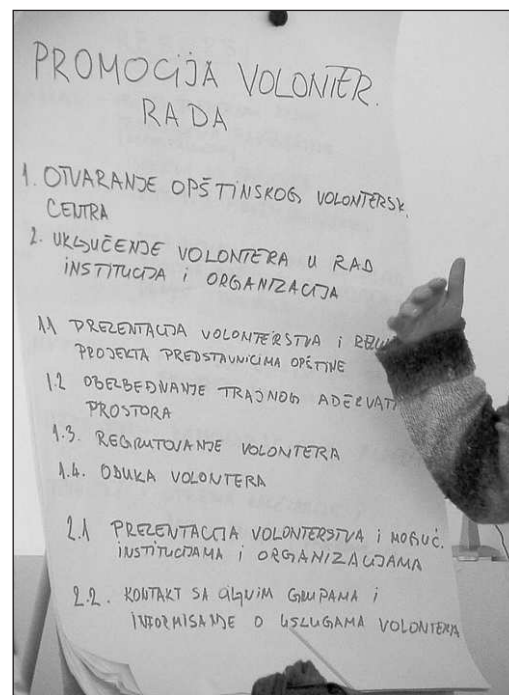 PROMOCIJA VOLONTER.
RADA
1. OTVARANJE OPŠTINSKOG VOLONTERSK.
CENTRA
2. UKLJUČENJE VOLONTERA U RAD
INSTITUCIJA i ORGANIZACIJA
1.1 PREZENTACIJA VOLONTERSTVA i
PROJEKTA PREDSTAVNICIMA OPŠTINE
1.2 OBEZBEĐIVANJE TRAJNOG
PROSTORA
1.3. REGRUTOVANJE VOLONTERA
1.4. OBUKA VOLONTERA
2.1 PREZENTACIJA VOLONTERSTVA i MOGUĆ.
INSTITUCIJAMA i ORGANIZACIJAMA
2.2. KONTAKT SA CILJNIM GRUPAMA i
INFORMISANJE O USLUGAMA VOLONTERA